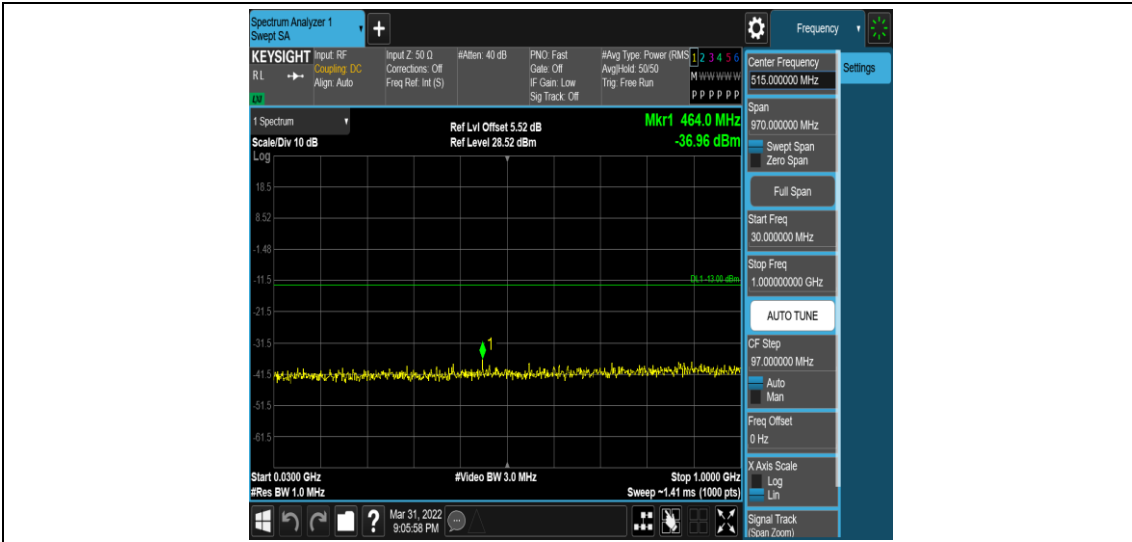 Spectrum Analyzer 1
Swept SA
+
Frequency
KEYSIGHT
RL
LXI
Input: RF
Coupling: DC
Align: Auto
Input Z: 50 Ω
Corrections: Off
Freq Ref: Int (S)
#Atten: 40 dB
PNO: Fast
Gate: Off
IF Gain: Low
Sig Track: Off
#Avg Type: Power (RMS
Avg|Hold: 50/50
Trig: Free Run
1 2 3 4 5 6
M W W W W W
P P P P P P
1 Spectrum
Scale/Div 10 dB
Log
Ref Lvl Offset 5.52 dB
Ref Level 28.52 dBm
Mkr1 464.0 MHz
-36.96 dBm
18.5
8.52
-1.48
-11.5
DL1 -13.00 dBm
-21.5
-31.5
1
-41.5
-51.5
-61.5
Start 0.0300 GHz
#Res BW 1.0 MHz
#Video BW 3.0 MHz
Stop 1.0000 GHz
Sweep ~1.41 ms (1000 pts)
?
Mar 31, 2022
9:05:58 PM
Center Frequency
515.000000 MHz
Settings
Span
970.000000 MHz
Swept Span
Zero Span
Full Span
Start Freq
30.000000 MHz
Stop Freq
1.000000000 GHz
AUTO TUNE
CF Step
97.000000 MHz
Auto
Man
Freq Offset
0 Hz
X Axis Scale
Log
Lin
Signal Track
(Span Zoom)